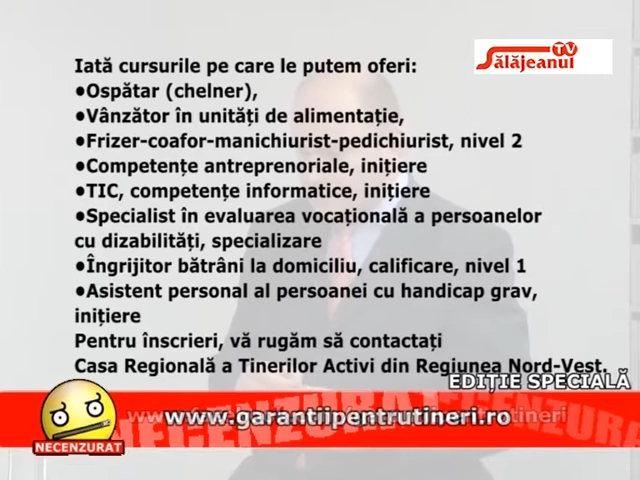 Iată cursurile pe care le putem oferi:
Sălăjeanul TV
●Ospătar (chelner),
●Vânzător în unități de alimentație,
●Frizer-coafor-manichiurist-pedichiurist, nivel 2
●Competențe antreprenoriale, inițiere
●TIC, competențe informatice, inițiere
●Specialist în evaluarea vocațională a persoanelor
cu dizabilități, specializare
●Îngrijitor bătrâni la domiciliu, calificare, nivel 1
●Asistent personal al persoanei cu handicap grav,
inițiere
Pentru înscrieri, vă rugăm să contactați
Casa Regională a Tinerilor Activi din Regiunea Nord-Vest.
EDIȚIE SPECIALĂ
www.garantiipentrutineri.ro
NECENZURAT
NECENZURAT